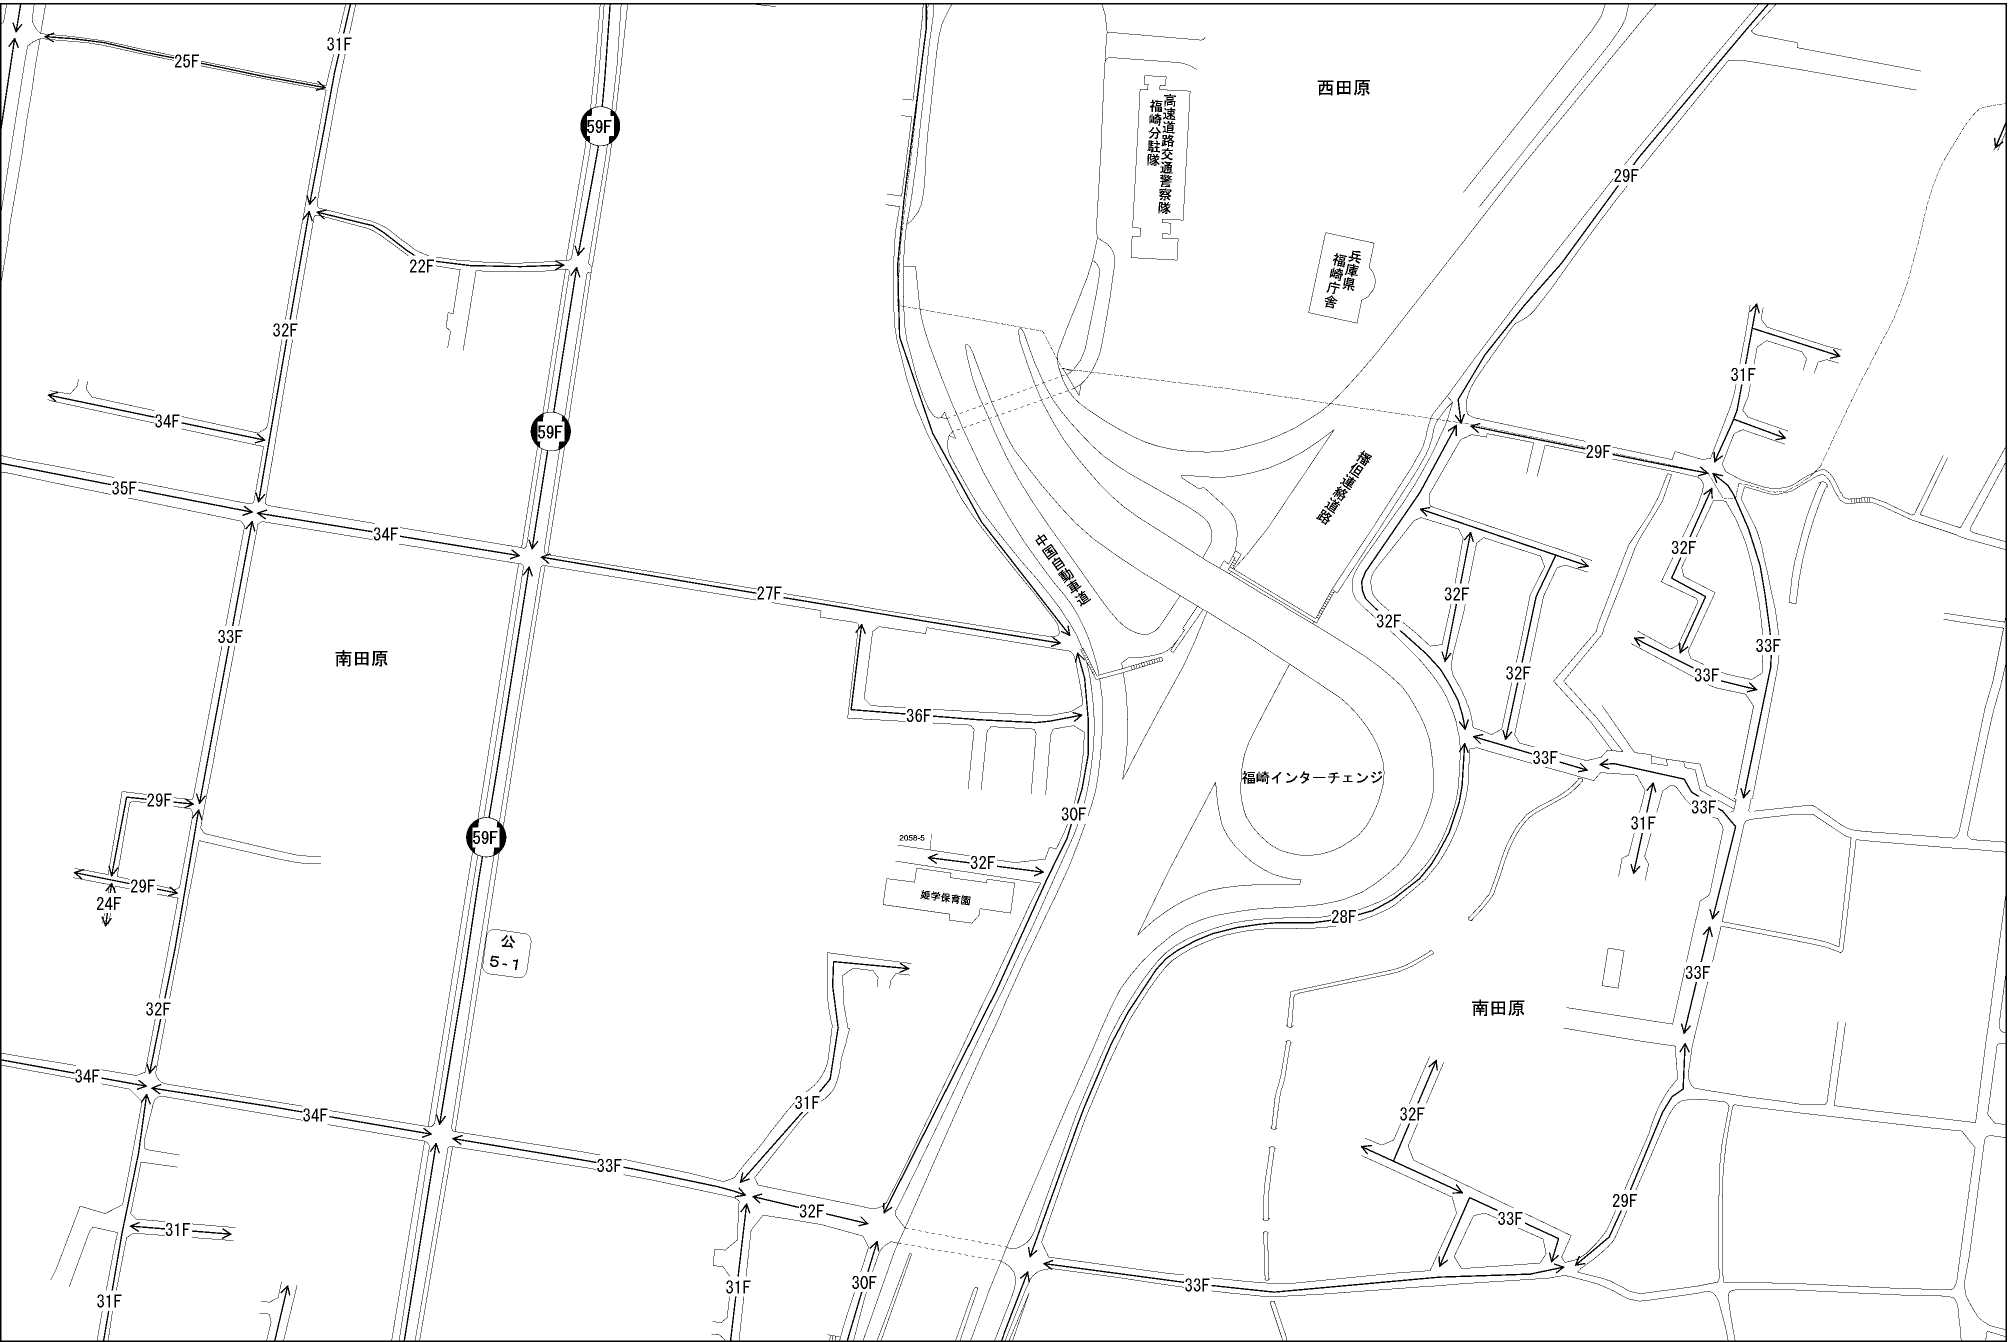 31F
25F
59F
西田原
高速道路交通警察隊
福崎分駐隊
29F
22F
兵庫県
福崎庁舎
32F
31F
34F
59F
29F
播但連絡道路
35F
34F
中国自動車道
32F
27F
32F
32F
33F
南田原
33F
32F
33F
36F
33F
福崎インターチェンジ
29F
30F
33F
31F
59F
2058-5
32F
29F
24F
姫学保育園
28F
公
5-1
33F
32F
南田原
34F
34F
31F
32F
33F
29F
32F
33F
31F
31F
31F
30F
33F